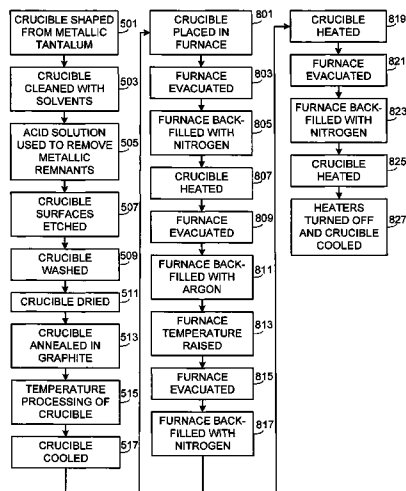 CRUCIBLE SHAPED
FROM METALLIC
TANTALUM
501
CRUCIBLE
CLEANED WITH
SOLVENTS
503
ACID SOLUTION
USED TO REMOVE
METALLIC
REMNANTS
505
CRUCIBLE
SURFACES
ETCHED
507
CRUCIBLE
WASHED
509
CRUCIBLE DRIED
511
CRUCIBLE
ANNEALED IN
GRAPHITE
513
TEMPERATURE
PROCESSING OF
CRUCIBLE
515
CRUCIBLE
COOLED
517
CRUCIBLE
PLACED IN
FURNACE
801
FURNACE
EVACUATED
803
FURNACE BACK-
FILLED WITH
NITROGEN
805
CRUCIBLE
HEATED
807
FURNACE
EVACUATED
809
FURNACE BACK-
FILLED WITH
ARGON
811
FURNACE
TEMPERATURE
RAISED
813
FURNACE
EVACUATED
815
FURNACE BACK-
FILLED WITH
NITROGEN
817
CRUCIBLE
HEATED
819
FURNACE
EVACUATED
821
FURNACE BACK-
FILLED WITH
NITROGEN
823
CRUCIBLE
HEATED
825
HEATERS
TURNED OFF
AND CRUCIBLE
COOLED
827